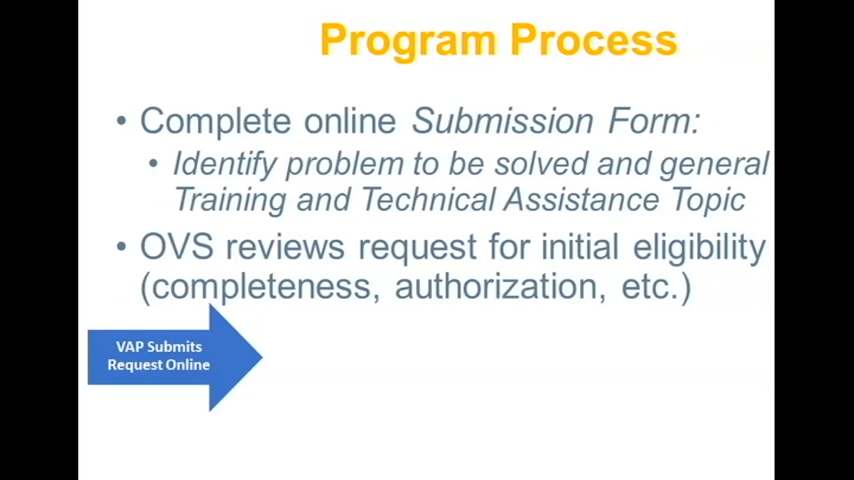 Program Process
• Complete online Submission Form:
• Identify problem to be solved and general
Training and Technical Assistance Topic
• OVS reviews request for initial eligibility
(completeness, authorization, etc.)
VAP Submits
Request Online